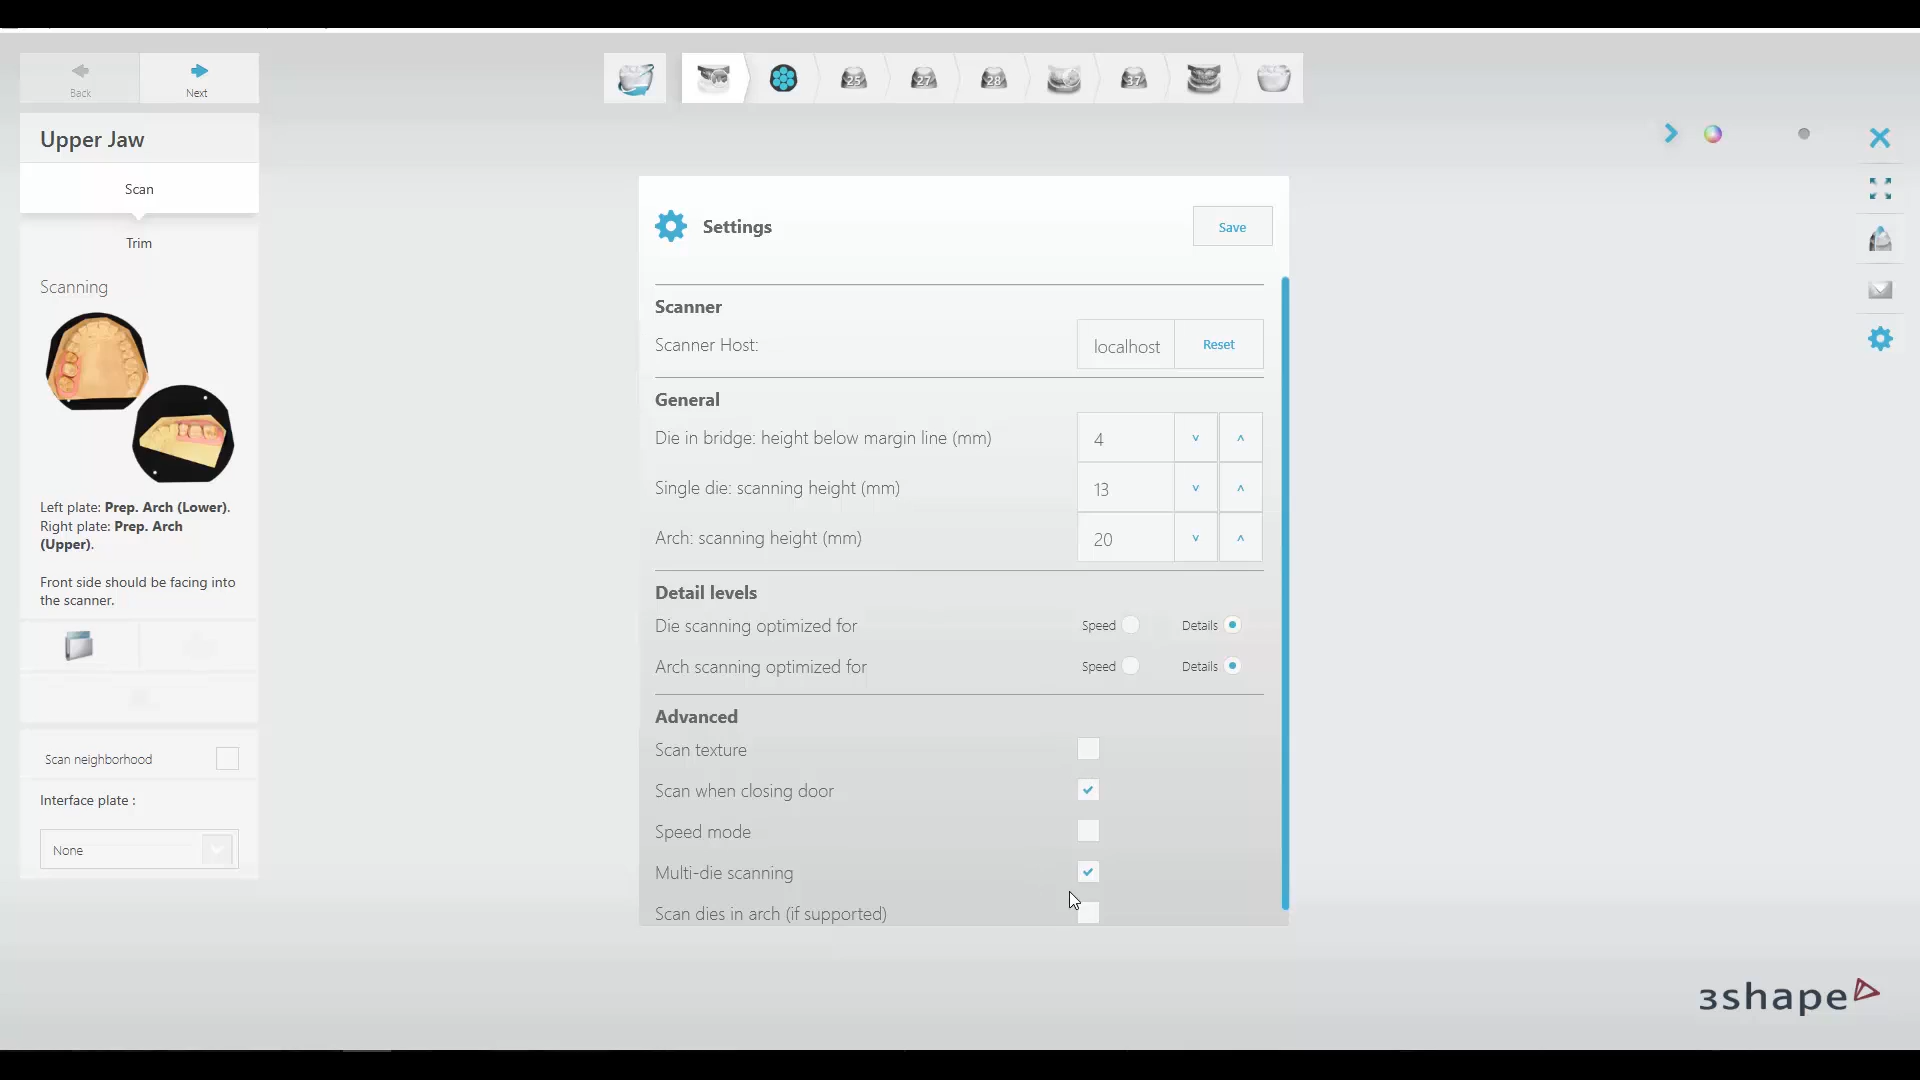 Back
Next
25
27
28
37
Upper Jaw
Scan
Trim
Scanning
Left plate: Prep. Arch (Lower).
Right plate: Prep. Arch
(Upper).
Front side should be facing into
the scanner.
Scan neighborhood
Interface plate :
None
Settings
Save
Scanner
Scanner Host:
localhost
Reset
General
Die in bridge: height below margin line (mm)
4
Single die: scanning height (mm)
13
Arch: scanning height (mm)
20
Detail levels
Die scanning optimized for
Speed
Details
Arch scanning optimized for
Speed
Details
Advanced
Scan texture
Scan when closing door
Speed mode
Multi-die scanning
Scan dies in arch (if supported)
3shape